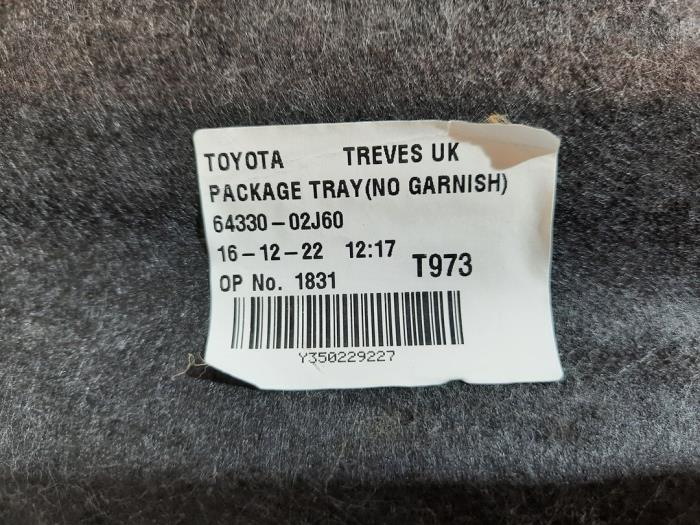 TOYOTA TREVES UK
PACKAGE TRAY(NO GARNISH)
64330-02J60
16-12-22 12:17 T973
OP No. 1831
Y350229227